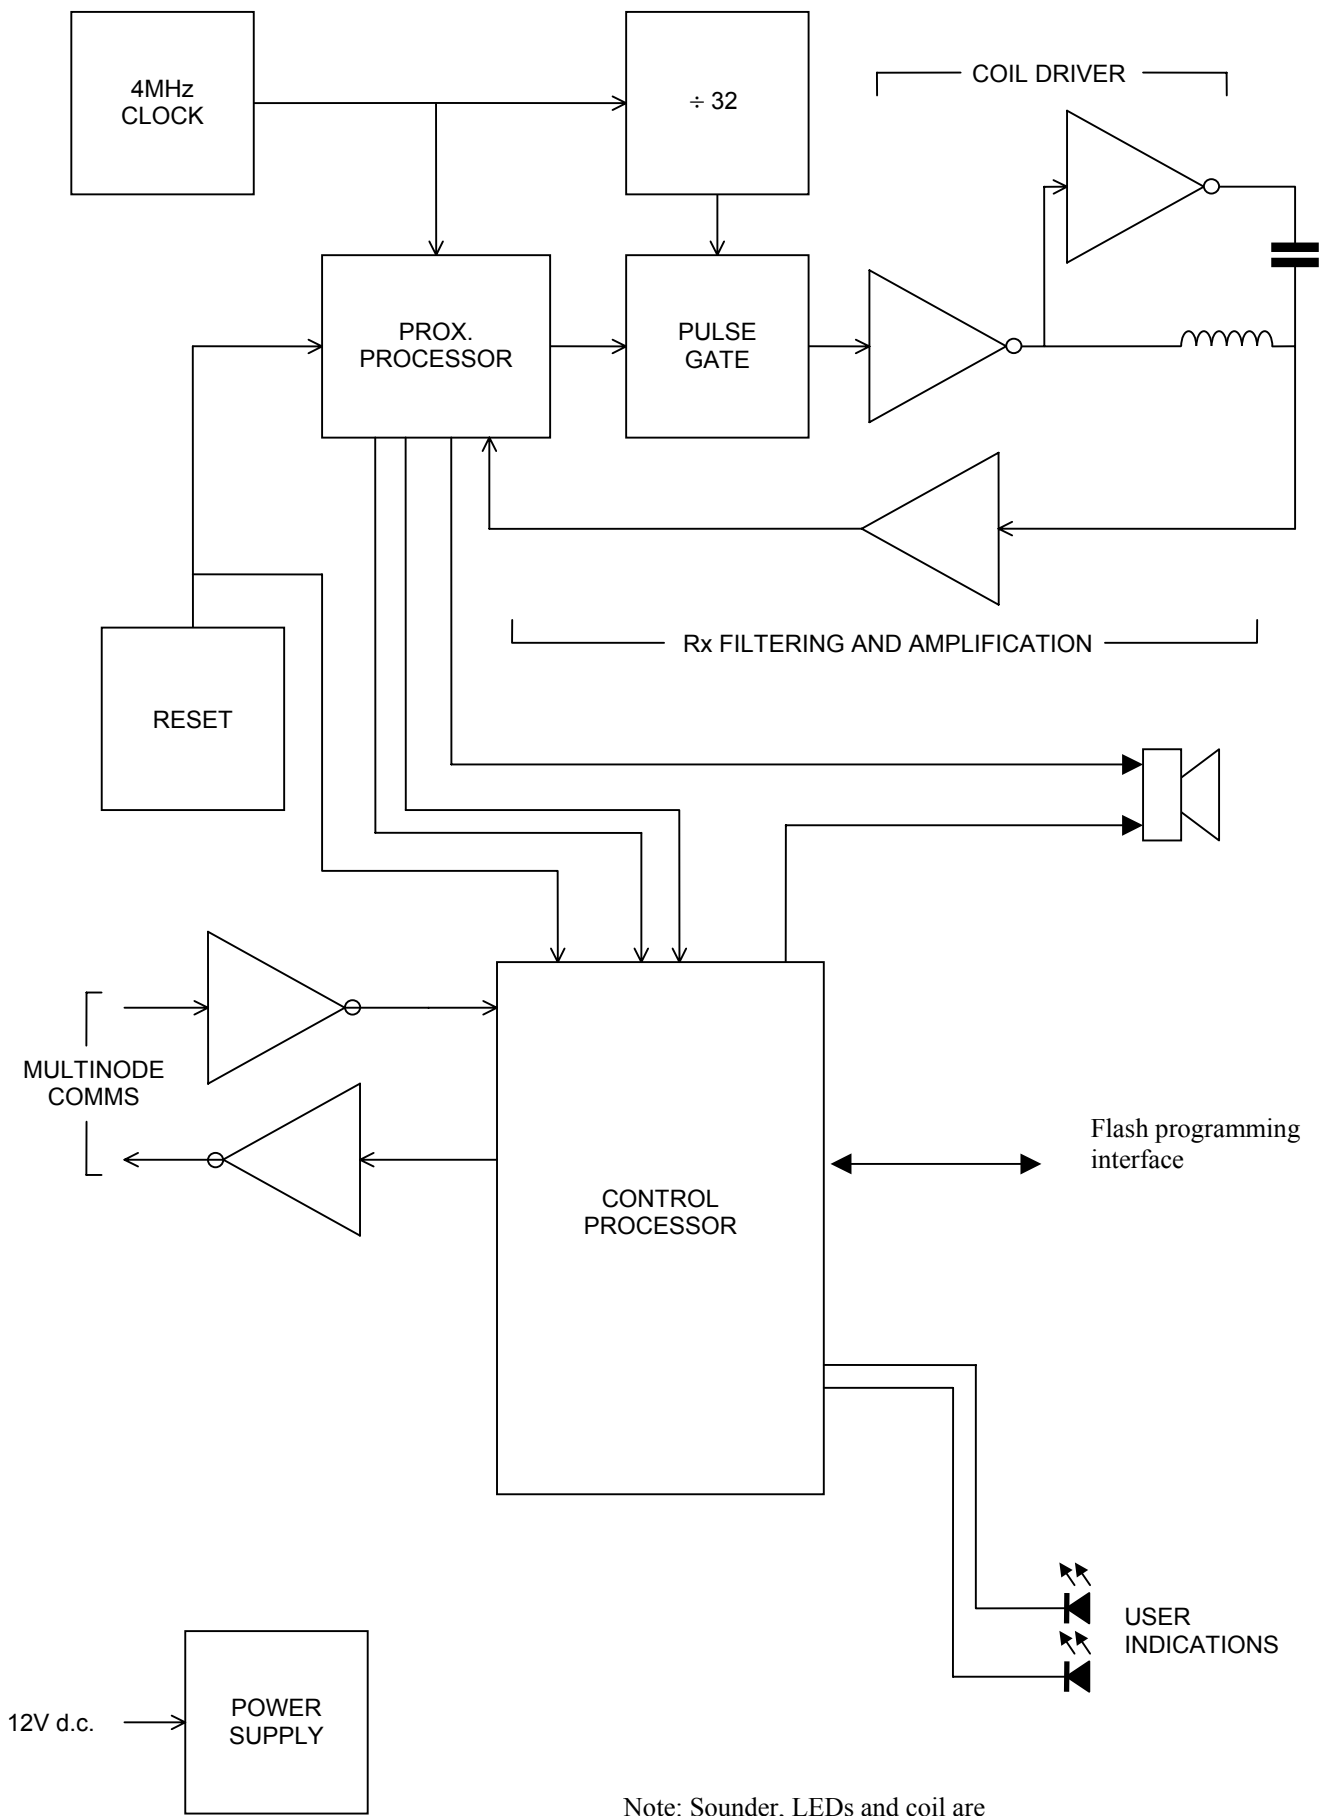 4MHz
CLOCK
÷ 32
COIL DRIVER
PROX.
PROCESSOR
PULSE
GATE
Rx FILTERING AND AMPLIFICATION
RESET
MULTINODE
COMMS
Flash programming
interface
CONTROL
PROCESSOR
USER
INDICATIONS
12V d.c.
POWER
SUPPLY
Note: Sounder, LEDs and coil are